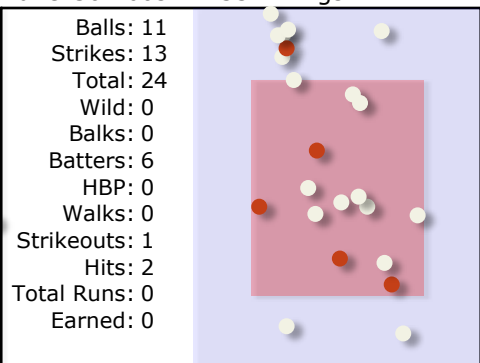 Balls: 11
Strikes: 13
Total: 24
Wild: 0
Balks: 0
Batters: 6
HBP: 0
Walks: 0
Strikeouts: 1
Hits: 2
Total Runs: 0
Earned: 0